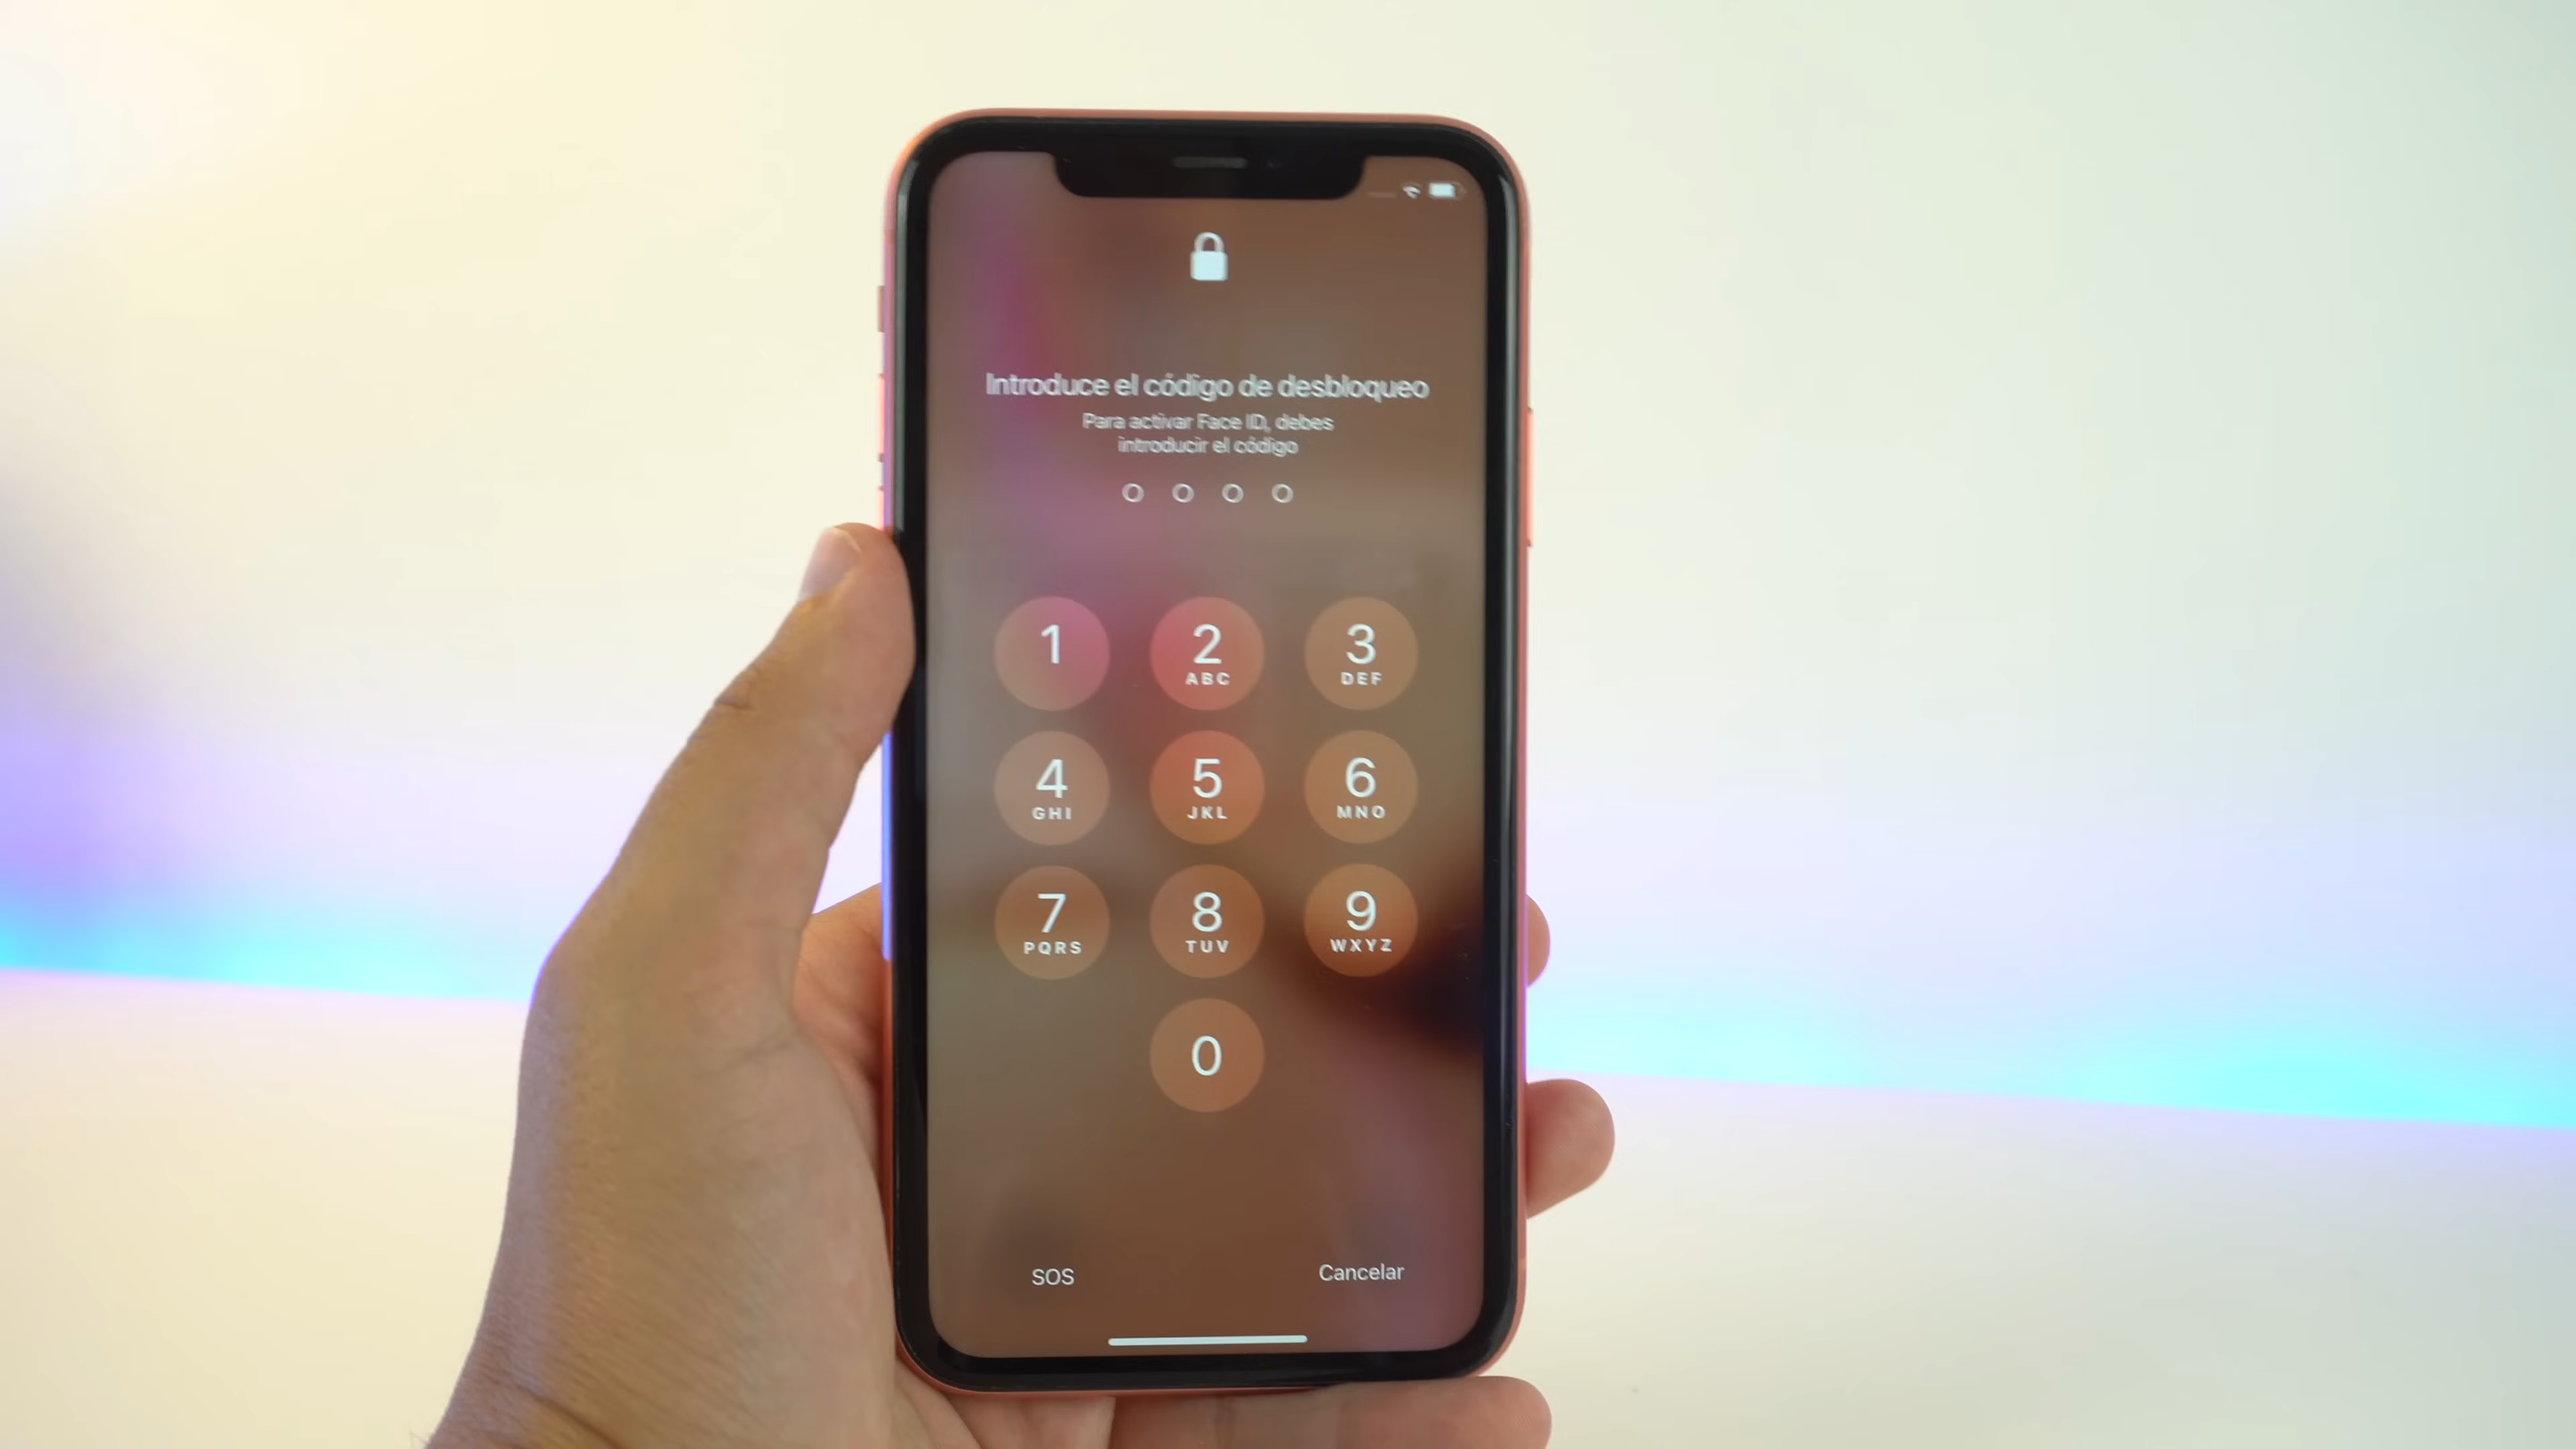 Introduce el código de desbloqueo
Para activar Face ID, debes
introducir el código
1
2
ABC
3
DEF
4
GHI
5
JKL
6
MNO
7
PQRS
8
TUV
9
WXYZ
0
SOS
Cancelar